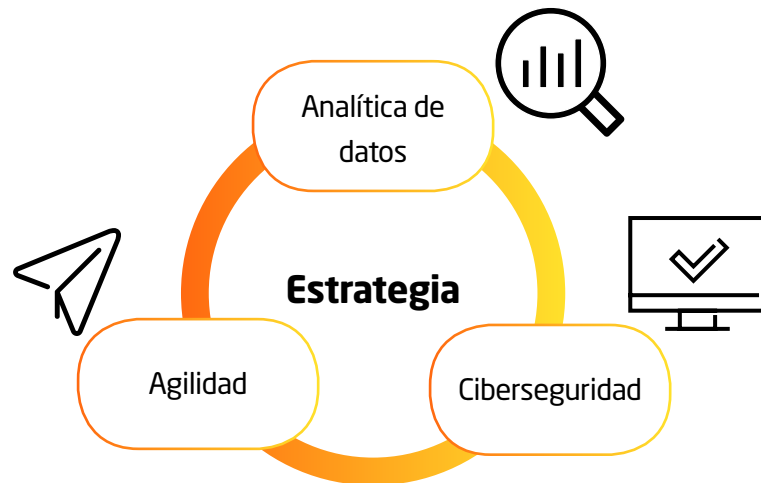 Analítica de
datos
Estrategia
Agilidad
Ciberseguridad